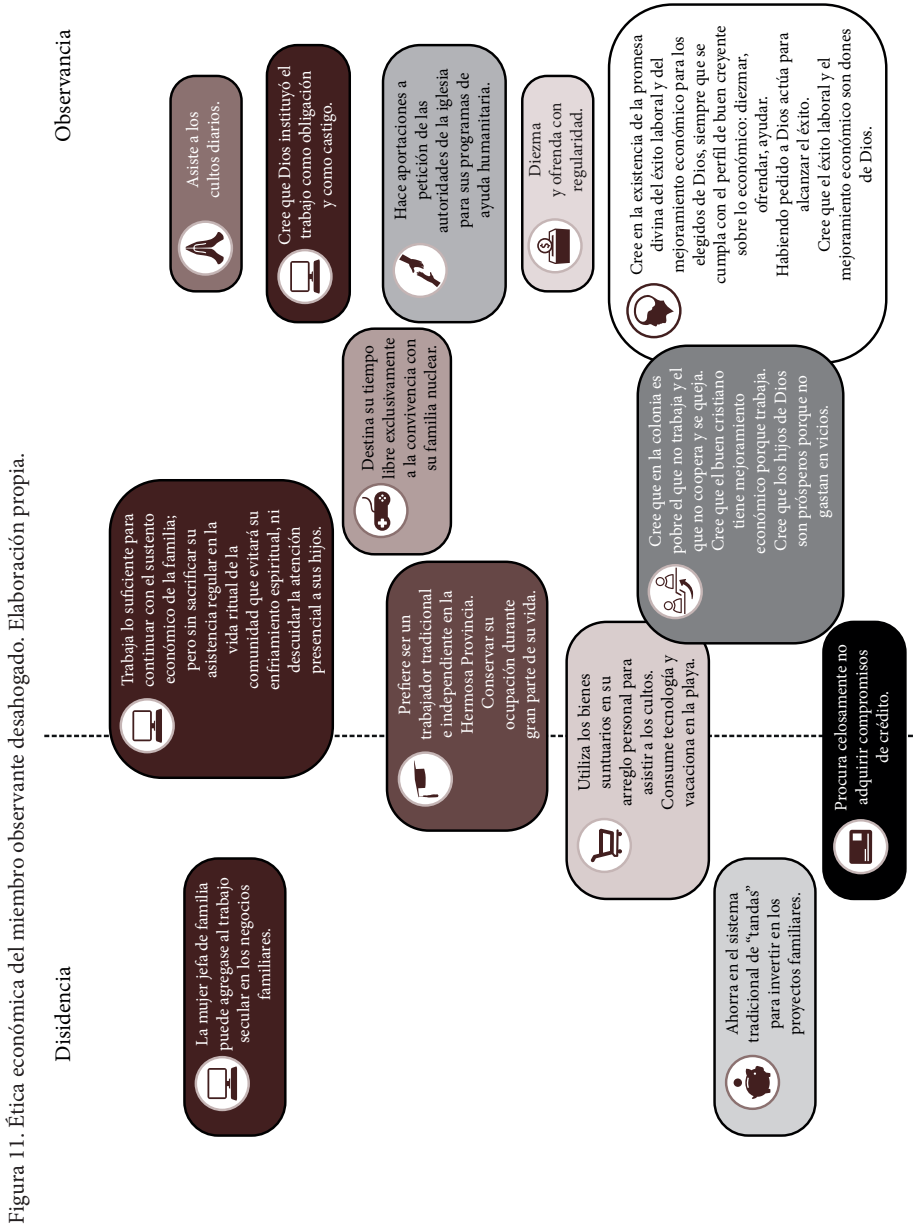 Figura 11. Ética económica del miembro observante desahogado. Elaboración propia.
Disidencia
Observancia
La mujer jefa de familia
puede agregase al trabajo
secular en los negocios
familiares.
Trabaja lo suficiente para
continuar con el sustento
económico de la familia;
pero sin sacrificar su
asistencia regular en la
vida ritual de la
comunidad que evitará su
enfriamiento espiritual, ni
descuidar la atención
presencial a sus hijos.
Asiste a los
cultos diarios.
Cree que Dios instituyó el
trabajo como obligación
y como castigo.
Destina su tiempo
libre exclusivamente
a la convivencia con
su familia nuclear.
Hace aportaciones a
petición de las
autoridades de la iglesia
para sus programas de
ayuda humanitaria.
Prefiere ser un
trabajador tradicional
e independiente en la
Hermosa Provincia.
Conservar su
ocupación durante
gran parte de su vida.
Diezma
y ofrenda con
regularidad.
Utiliza los bienes
suntuarios en su
arreglo personal para
asistir a los cultos.
Consume tecnología y
vacaciona en la playa.
Cree en la existencia de la promesa
divina del éxito laboral y del
mejoramiento económico para los
elegidos de Dios, siempre que se
cumpla con el perfil de buen creyente
sobre lo económico: diezmar,
ofrendar, ayudar.
Habiendo pedido a Dios actúa para
alcanzar el éxito.
Cree que el éxito laboral y el
mejoramiento económico son dones
de Dios.
Cree que en la colonia es
pobre el que no trabaja y el
que no coopera y se queja.
Cree que el buen cristiano
tiene mejoramiento
económico porque trabaja.
Cree que los hijos de Dios
son prósperos porque no
gastan en vicios.
Ahorra en el sistema
tradicional de “tandas”
para invertir en los
proyectos familiares.
Procura celosamente no
adquirir compromisos
de crédito.
$